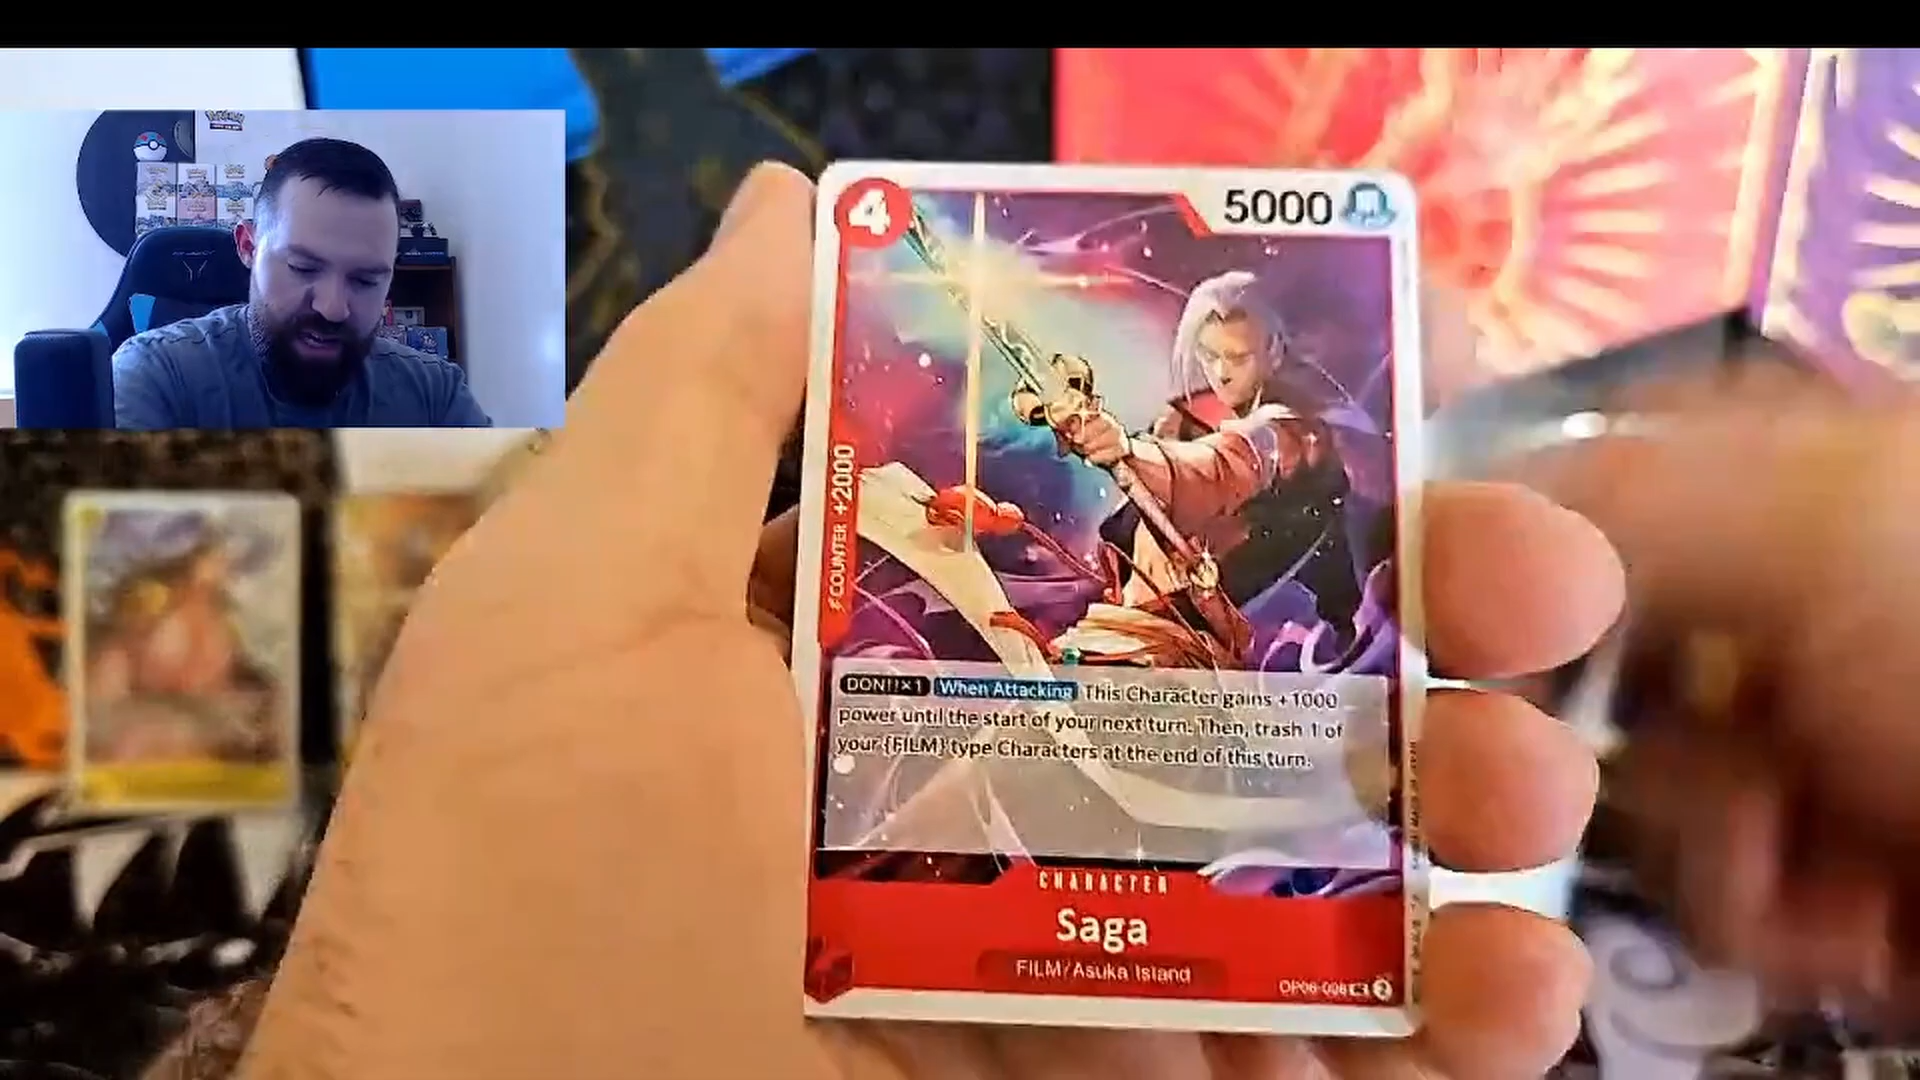 4
5000
COUNTER +2000
DON!!×1 When Attacking This Character gains +1000
power until the start of your next turn. Then, trash 1 of
your {FILM} type Characters at the end of this turn.
CHARACTER
Saga
FILM/Asuka Island
2